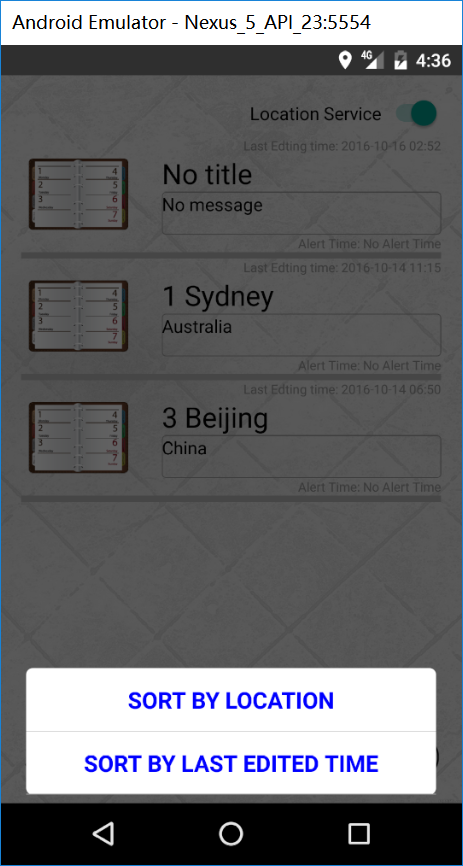 Android Emulator - Nexus_5_API_23:5554
4G 4:36
Location Service
Last Edting time: 2016-10-16 02:52
No title
No message
Alert Time: No Alert Time
Last Edting time: 2016-10-14 11:15
1 Sydney
Australia
Alert Time: No Alert Time
Last Edting time: 2016-10-14 06:50
3 Beijing
China
Alert Time: No Alert Time
SORT BY LOCATION
SORT BY LAST EDITED TIME